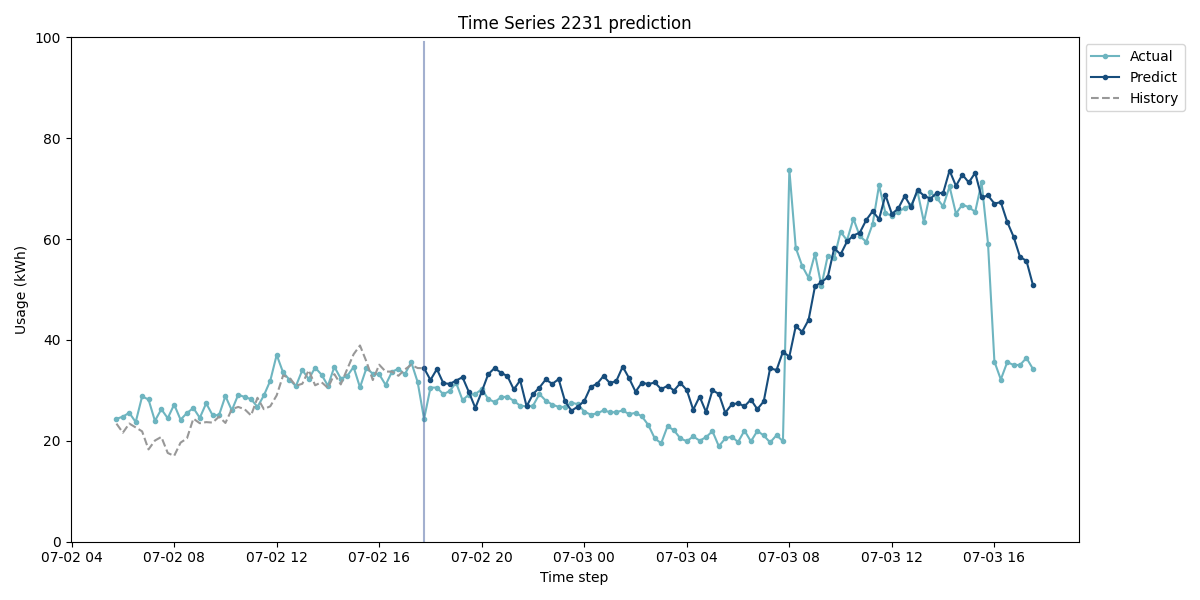 Time Series 2231 prediction
Usage (kWh)
100
80
60
40
20
0
07-02 04 07-02 08 07-02 12 07-02 16 07-02 20 07-03 00 07-03 04 07-03 08 07-03 12 07-03 16
Time step
Actual
Predict
History